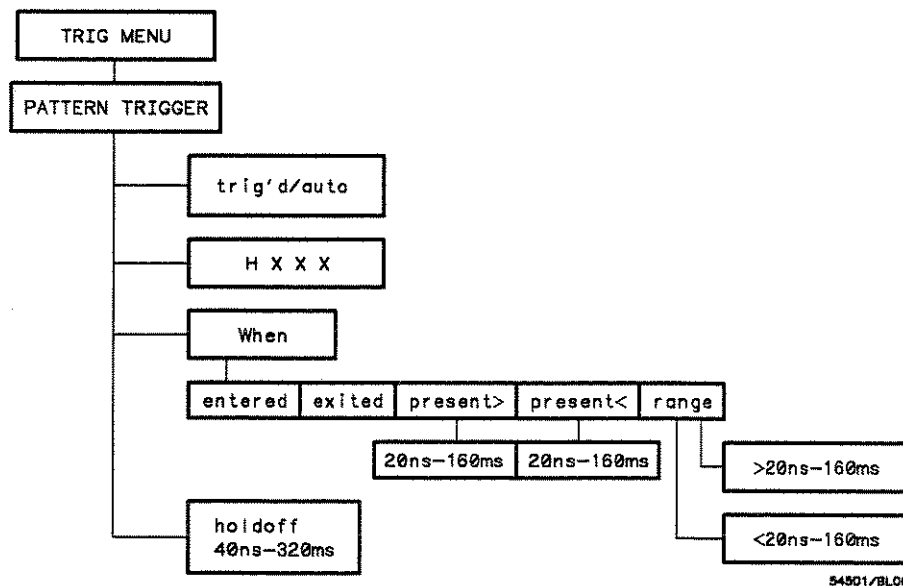 TRIG MENU
PATTERN TRIGGER
trig'd/auto
H X X X
When
entered exited present> present< range
20ns-160ms 20ns-160ms
>20ns-160ms
holdoff
40ns-320ms
<20ns-160ms